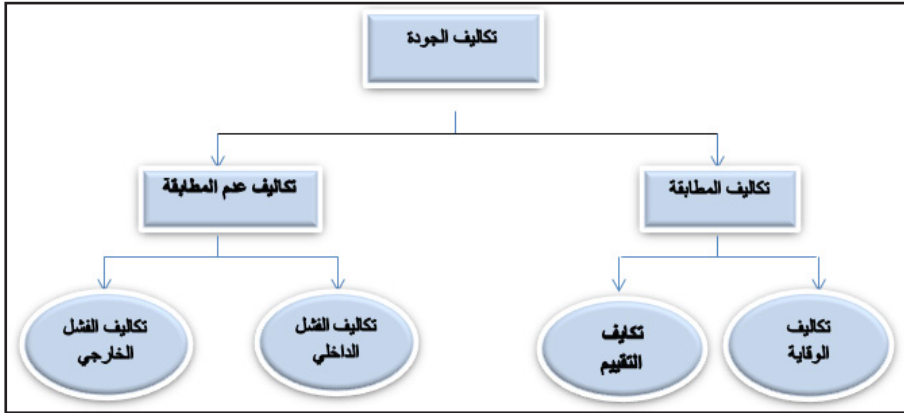 تكاليف الجودة
تكاليف المطابقة
تكاليف عدم المطابقة
تكاليف
الوقاية
تكايف
التقييم
تكاليف الفشل
الداخلي
تكاليف الفشل
الخارجي